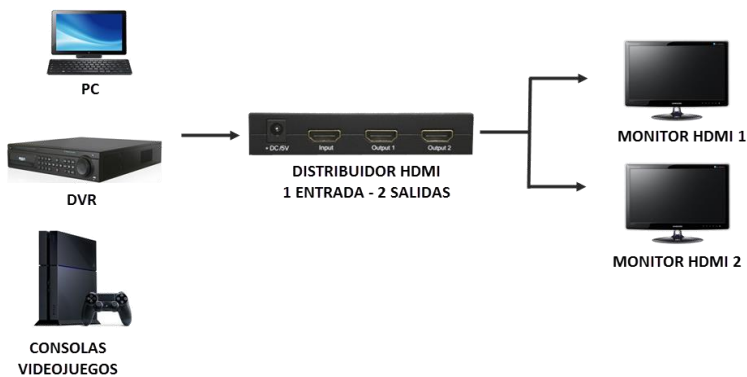 PC
DVR
CONSOLAS
VIDEOJUEGOS
+ DC/5V
Input
Output 1
Output 2
DISTRIBUIDOR HDMI
1 ENTRADA - 2 SALIDAS
MONITOR HDMI 1
MONITOR HDMI 2